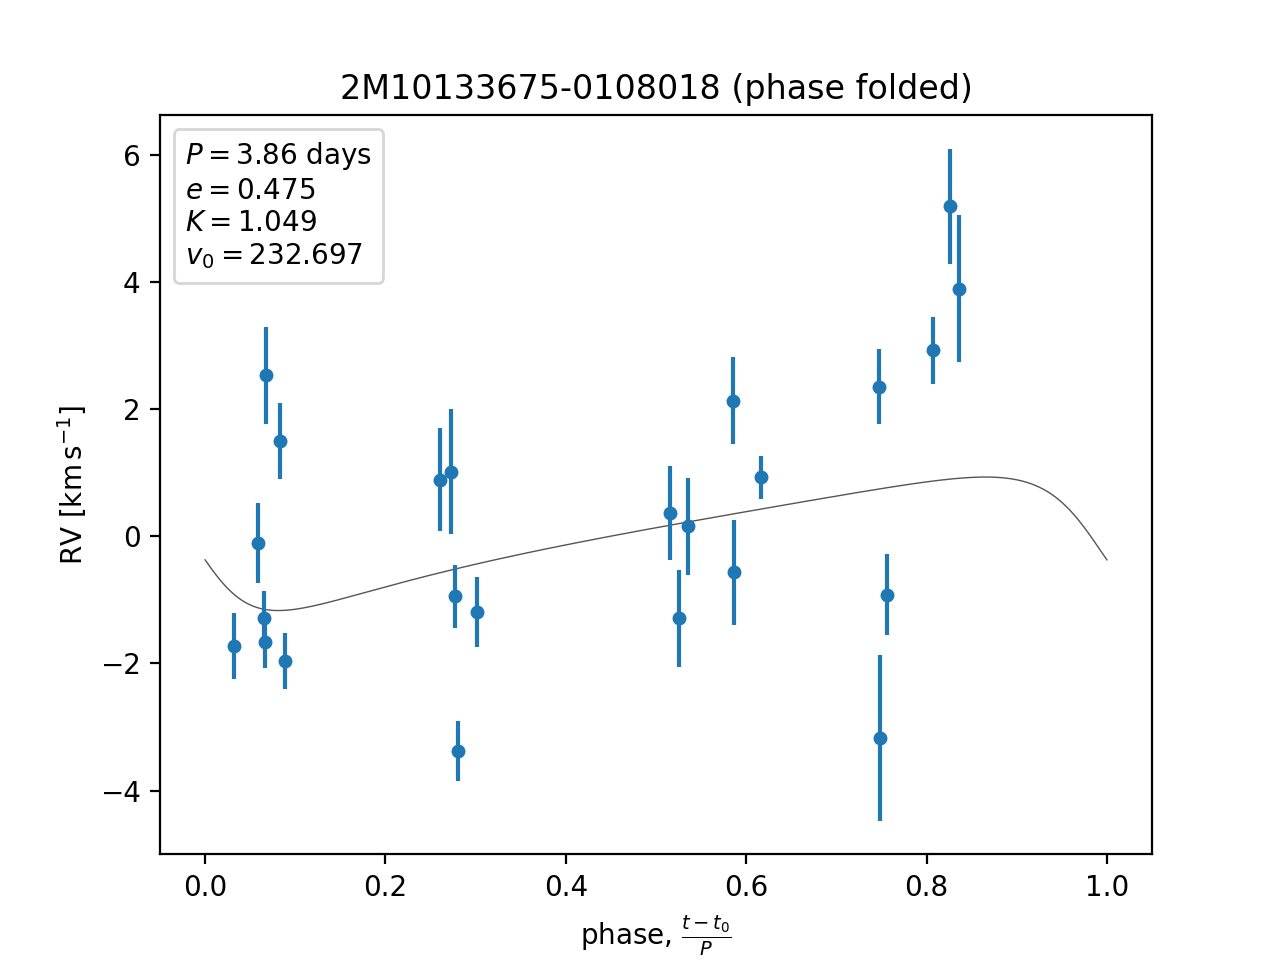 2M10133675-0108018 (phase folded)
P = 3.86 days
e = 0.475
K = 1.049
v₀ = 232.697
RV [km s⁻¹]
6
4
2
0
−2
−4
0.0 0.2 0.4 0.6 0.8 1.0
phase, (t − t₀)/P